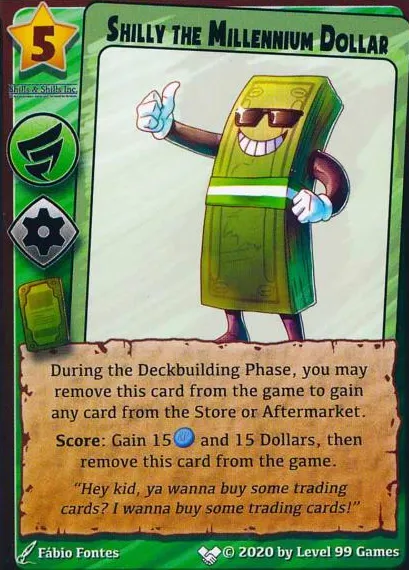 5
SHILLY THE MILLENNIUM DOLLAR
During the Deckbuilding Phase, you may
remove this card from the game to gain
any card from the Store or Aftermarket.
Score: Gain 15 and 15 Dollars, then
remove this card from the game.
“Hey kid, ya wanna buy some trading
cards? I wanna buy some trading cards!”
Fábio Fontes
© 2020 by Level 99 Games